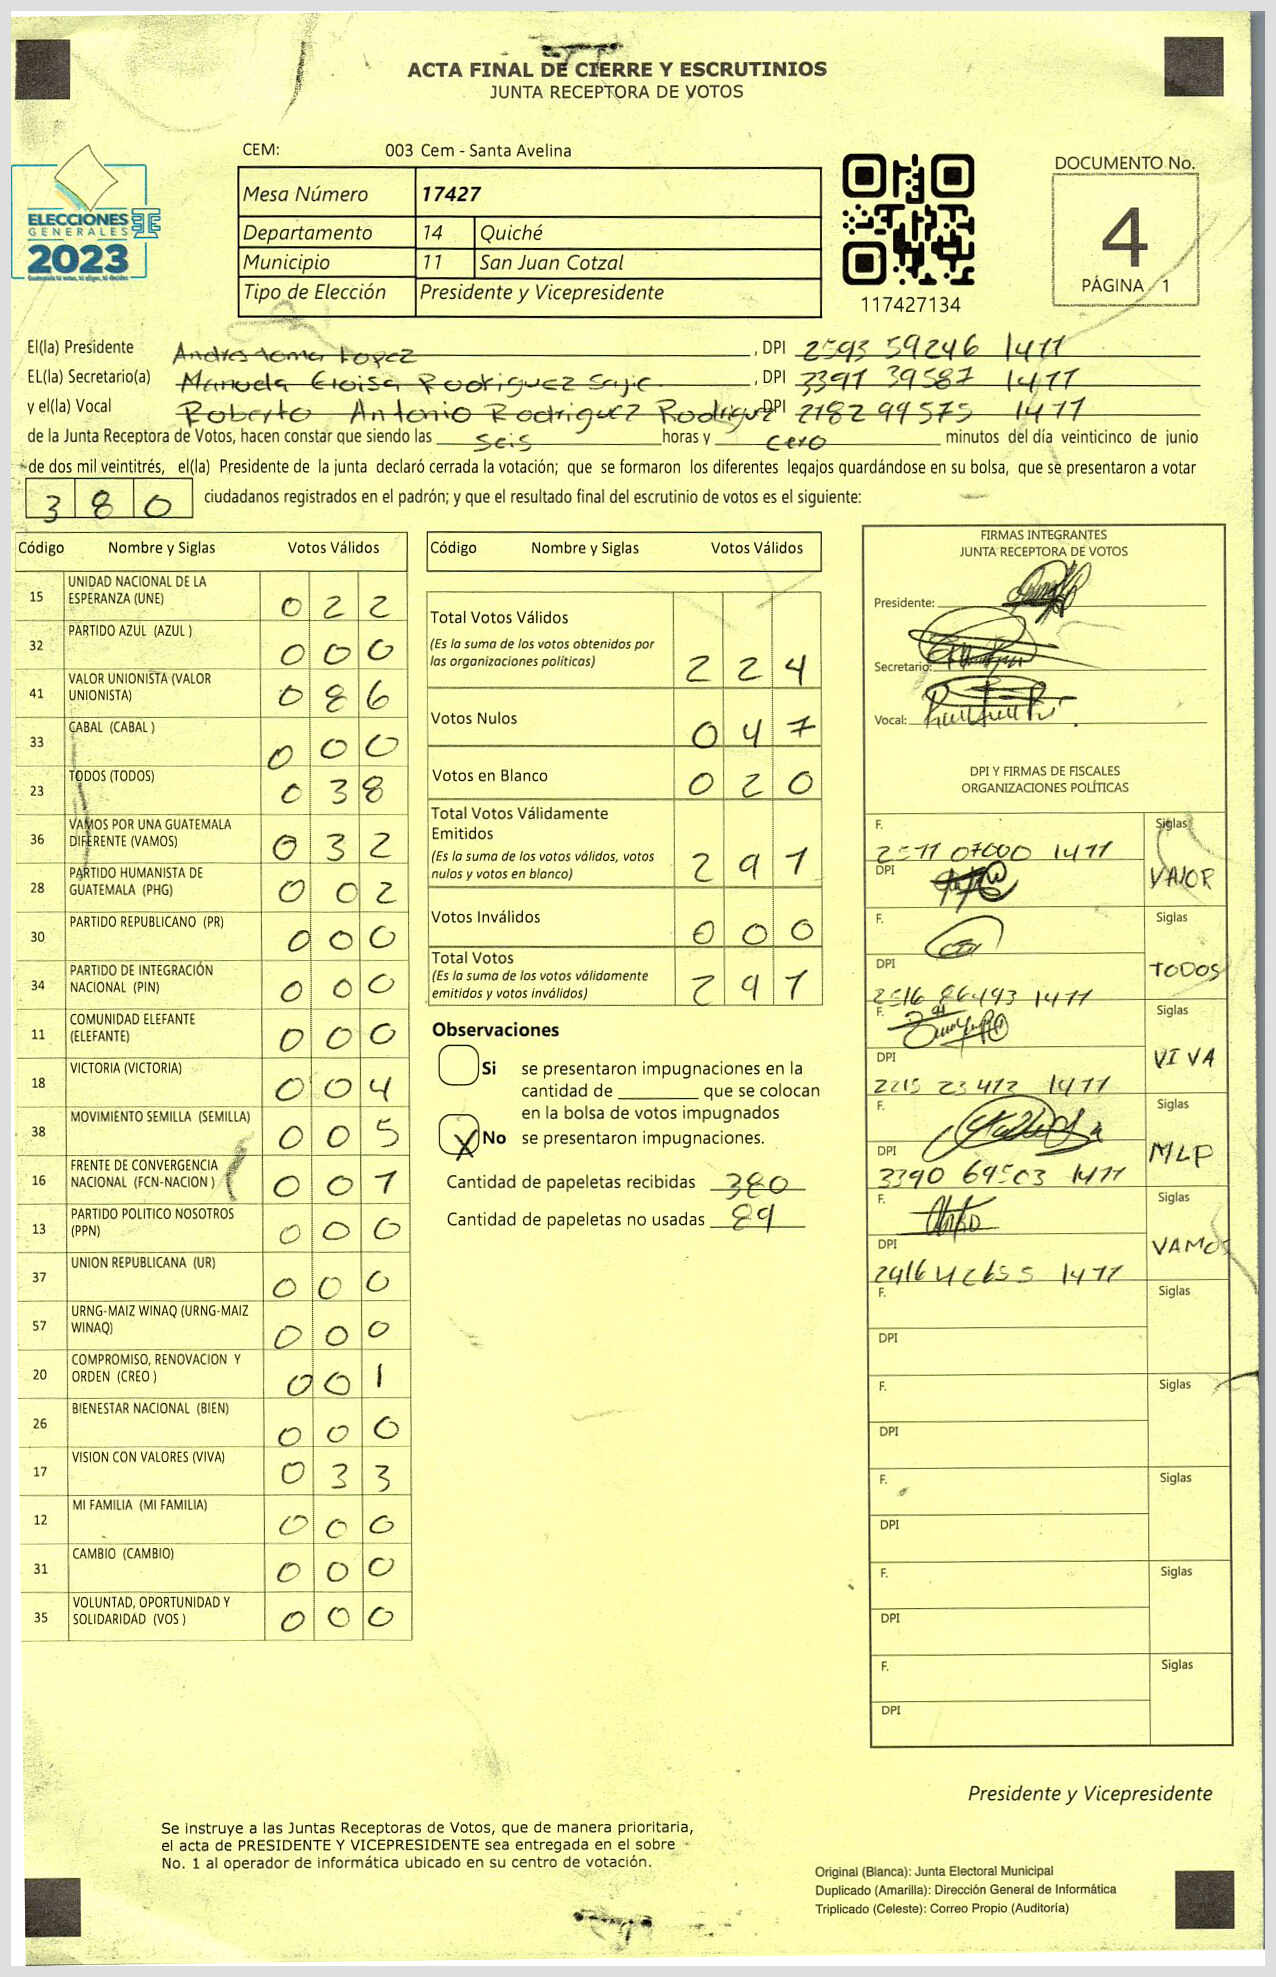 ACTA FINAL DE CIERRE Y ESCRUTINIOS
JUNTA RECEPTORA DE VOTOS
CEM: 003 Cem - Santa Avelina
Mesa Número 17427
Departamento 14 Quiché
Municipio 11 San Juan Cotzal
Tipo de Elección Presidente y Vicepresidente
ELECCIONES
GENERALES
2023
117427134
DOCUMENTO No.
4
PÁGINA 1
El(la) Presidente Andres toma Lopez, DPI 2593 59246 1411
EL(la) Secretario(a) Manuela Eloisa Rodriguez Sajic, DPI 3391 39587 1411
y el(la) Vocal Roberto Antonio Rodriguez Rodriguez DPI 2182 99575 1411
de la Junta Receptora de Votos, hacen constar que siendo las seis horas y cero minutos del día veinticinco de junio
de dos mil veintitrés, el(la) Presidente de la junta declaró cerrada la votación; que se formaron los diferentes legajos guardándose en su bolsa, que se presentaron a votar
380 ciudadanos registrados en el padrón; y que el resultado final del escrutinio de votos es el siguiente:
Código Nombre y Siglas Votos Válidos
15 UNIDAD NACIONAL DE LA ESPERANZA (UNE) 0 2 2
32 PARTIDO AZUL (AZUL ) 0 0 0
41 VALOR UNIONISTA (VALOR UNIONISTA) 0 8 6
33 CABAL (CABAL ) 0 0 0
23 TODOS (TODOS) 0 3 8
36 VAMOS POR UNA GUATEMALA DIFERENTE (VAMOS) 0 3 2
28 PARTIDO HUMANISTA DE GUATEMALA (PHG) 0 0 2
30 PARTIDO REPUBLICANO (PR) 0 0 0
34 PARTIDO DE INTEGRACIÓN NACIONAL (PIN) 0 0 0
11 COMUNIDAD ELEFANTE (ELEFANTE) 0 0 0
18 VICTORIA (VICTORIA) 0 0 4
38 MOVIMIENTO SEMILLA (SEMILLA) 0 0 5
16 FRENTE DE CONVERGENCIA NACIONAL (FCN-NACION ) 0 0 1
13 PARTIDO POLITICO NOSOTROS (PPN) 0 0 0
37 UNION REPUBLICANA (UR) 0 0 0
57 URNG-MAIZ WINAQ (URNG-MAIZ WINAQ) 0 0 0
20 COMPROMISO, RENOVACION Y ORDEN (CREO ) 0 0 1
26 BIENESTAR NACIONAL (BIEN) 0 0 0
17 VISION CON VALORES (VIVA) 0 3 3
12 MI FAMILIA (MI FAMILIA) 0 0 0
31 CAMBIO (CAMBIO) 0 0 0
35 VOLUNTAD, OPORTUNIDAD Y SOLIDARIDAD (VOS ) 0 0 0
Código Nombre y Siglas Votos Válidos
Total Votos Válidos
(Es la suma de los votos obtenidos por
las organizaciones políticas) 2 2 4
Votos Nulos 0 4 7
Votos en Blanco 0 2 0
Total Votos Válidamente
Emitidos
(Es la suma de los votos válidos, votos
nulos y votos en blanco) 2 9 1
Votos Inválidos 0 0 0
Total Votos
(Es la suma de los votos válidamente
emitidos y votos inválidos) 2 9 1
Observaciones
Si se presentaron impugnaciones en la
cantidad de ________ que se colocan
en la bolsa de votos impugnados
X No se presentaron impugnaciones.
Cantidad de papeletas recibidas 380
Cantidad de papeletas no usadas 89
FIRMAS INTEGRANTES
JUNTA RECEPTORA DE VOTOS
Presidente:
Secretario:
Vocal:
DPI Y FIRMAS DE FISCALES
ORGANIZACIONES POLÍTICAS
F. Siglas
07000 1411
DPI VALOR
F. Siglas
DPI TODOS
1411
F. Siglas
DPI VIVA
1411
F. Siglas
DPI MLP
3390 69503 1411
F. Siglas
DPI VAMOS
1411
F. Siglas
DPI
F. Siglas
DPI
F. Siglas
DPI
F. Siglas
DPI
F. Siglas
DPI
Presidente y Vicepresidente
Se instruye a las Juntas Receptoras de Votos, que de manera prioritaria,
el acta de PRESIDENTE Y VICEPRESIDENTE sea entregada en el sobre
No. 1 al operador de informática ubicado en su centro de votación.
Original (Blanca): Junta Electoral Municipal
Duplicado (Amarilla): Dirección General de Informática
Triplicado (Celeste): Correo Propio (Auditoría)